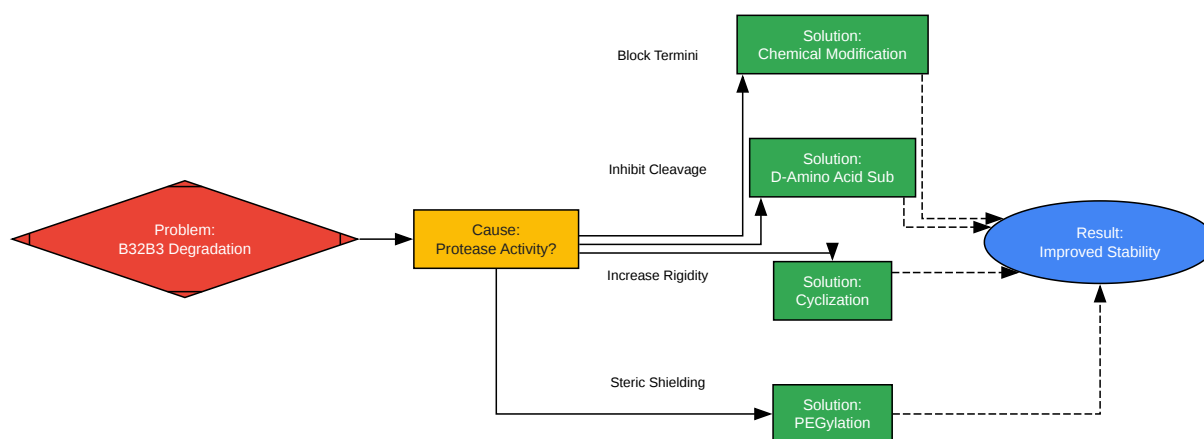 Problem:
B32B3 Degradation
Cause:
Protease Activity?
Block Termini
Solution:
Chemical Modification
Inhibit Cleavage
Solution:
D-Amino Acid Sub
Increase Rigidity
Solution:
Cyclization
Steric Shielding
Solution:
PEGylation
Result:
Improved Stability